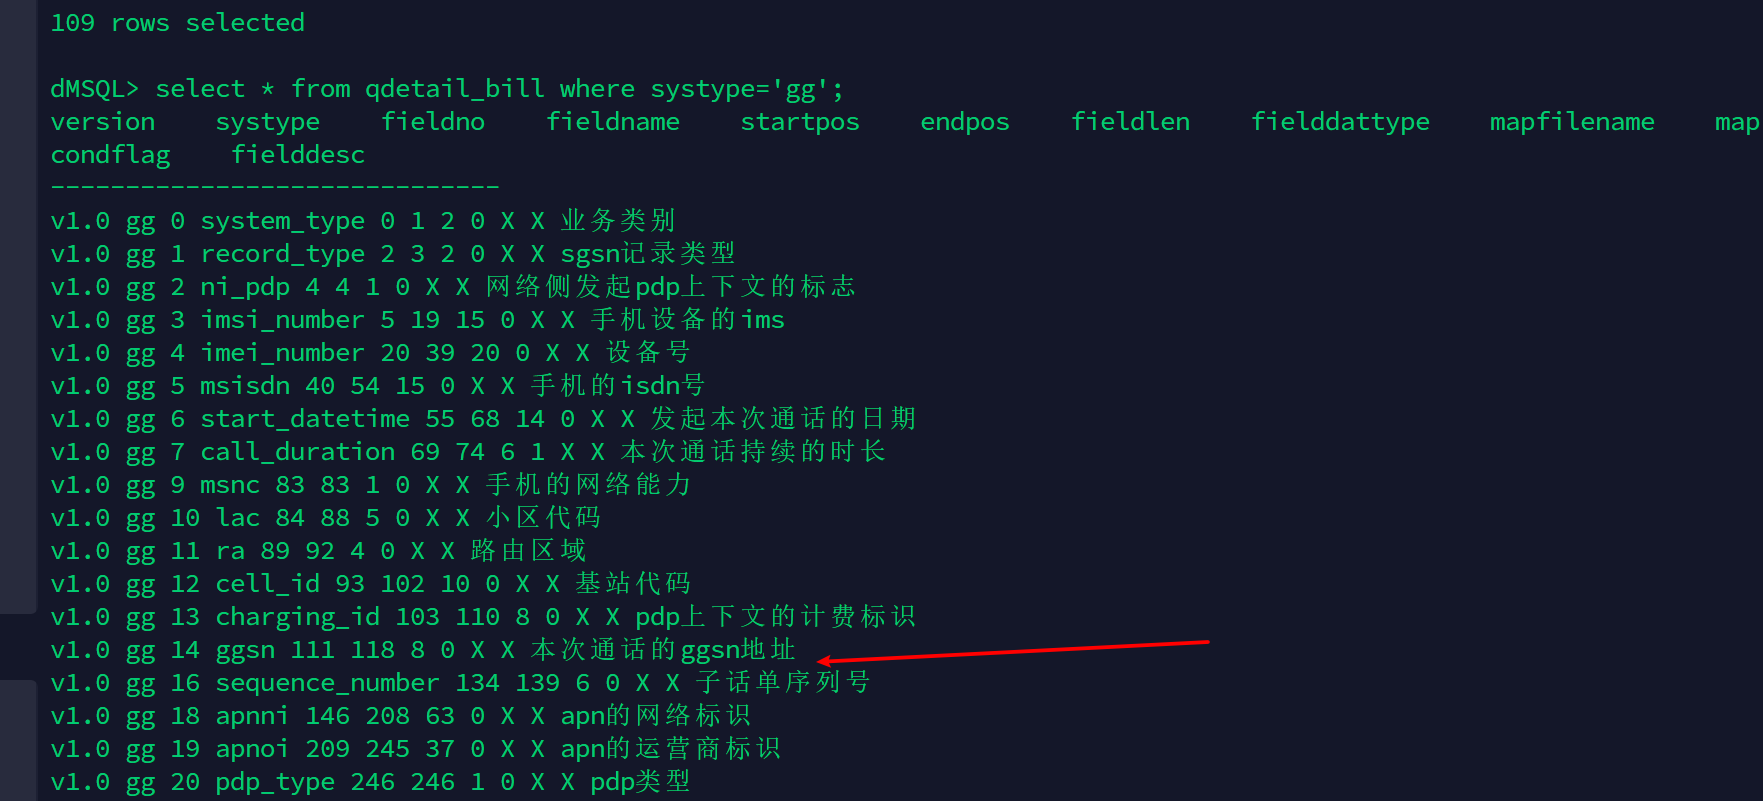 109 rows selected
dMSQL> select * from qdetail_bill where systype='gg';
version systype fieldno fieldname startpos endpos fieldlen fielddattype mapfilename map
condflag fielddesc
------------------------------
v1.0 gg 0 system_type 0 1 2 0 X X 业务类别
v1.0 gg 1 record_type 2 3 2 0 X X sgsn记录类型
v1.0 gg 2 ni_pdp 4 4 1 0 X X 网络侧发起pdp上下文的标志
v1.0 gg 3 imsi_number 5 19 15 0 X X 手机设备的ims
v1.0 gg 4 imei_number 20 39 20 0 X X 设备号
v1.0 gg 5 msisdn 40 54 15 0 X X 手机的isdn号
v1.0 gg 6 start_datetime 55 68 14 0 X X 发起本次通话的日期
v1.0 gg 7 call_duration 69 74 6 1 X X 本次通话持续的时长
v1.0 gg 9 msnc 83 83 1 0 X X 手机的网络能力
v1.0 gg 10 lac 84 88 5 0 X X 小区代码
v1.0 gg 11 ra 89 92 4 0 X X 路由区域
v1.0 gg 12 cell_id 93 102 10 0 X X 基站代码
v1.0 gg 13 charging_id 103 110 8 0 X X pdp上下文的计费标识
v1.0 gg 14 ggsn 111 118 8 0 X X 本次通话的ggsn地址
v1.0 gg 16 sequence_number 134 139 6 0 X X 子话单序列号
v1.0 gg 18 apnni 146 208 63 0 X X apn的网络标识
v1.0 gg 19 apnoi 209 245 37 0 X X apn的运营商标识
v1.0 gg 20 pdp_type 246 246 1 0 X X pdp类型